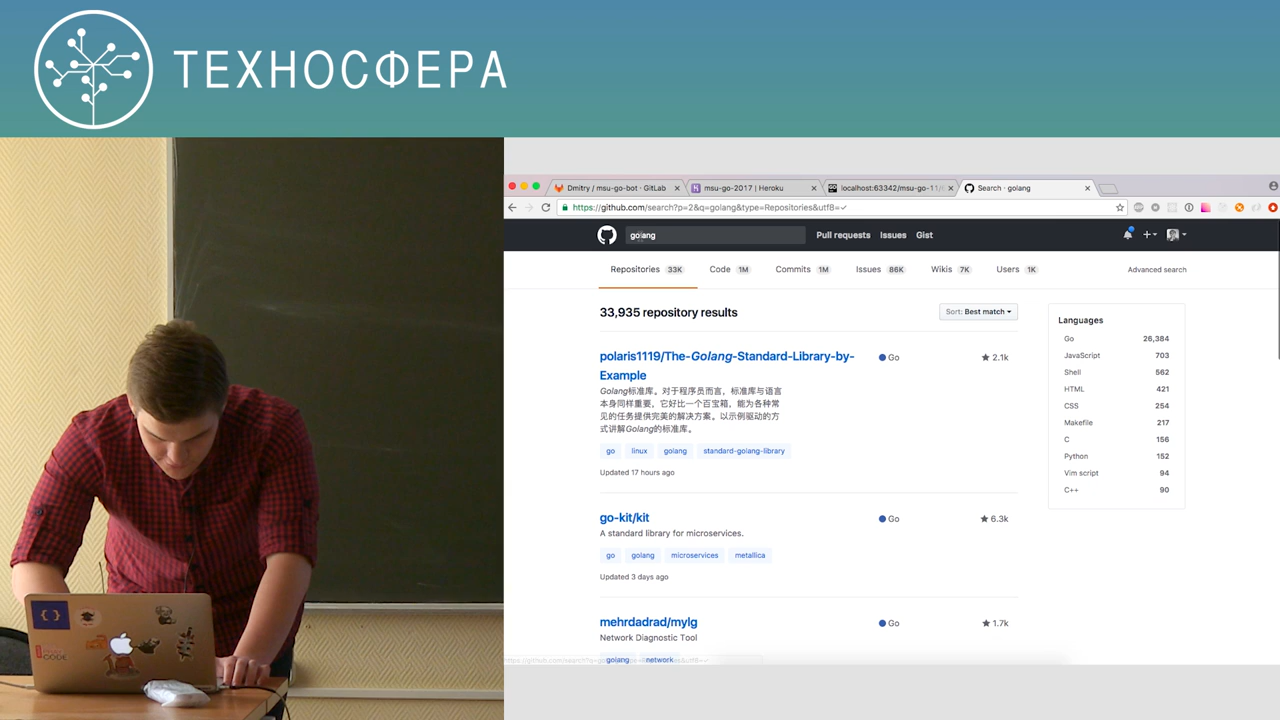 ТЕХНОСФЕРА
Dmitry / msu-go-bot · GitLab
msu-go-2017 | Heroku
localhost:63342/msu-go-11/
Search · golang
https://github.com/search?p=2&q=golang&type=Repositories&utf8=✓
golang
Pull requests Issues Gist
Repositories 33K
Code 1M
Commits 1M
Issues 86K
Wikis 7K
Users 1K
Advanced search
33,935 repository results
Sort: Best match
polaris1119/The-Golang-Standard-Library-by-
Example
Go
2.1k
Golang标准库。对于程序员而言，标准库与语言
本身同样重要，它好比一个百宝箱，能为各种常
见的任务提供完美的解决方案。以示例驱动的方
式讲解Golang的标准库。
go linux golang standard-golang-library
Updated 17 hours ago
go-kit/kit
Go
6.3k
A standard library for microservices.
go golang microservices metallica
Updated 3 days ago
mehrdadrad/mylg
Go
1.7k
Network Diagnostic Tool
golang network
Languages
Go 26,384
JavaScript 703
Shell 562
HTML 421
CSS 254
Makefile 217
C 156
Python 152
Vim script 94
C++ 90
{ }
CODE